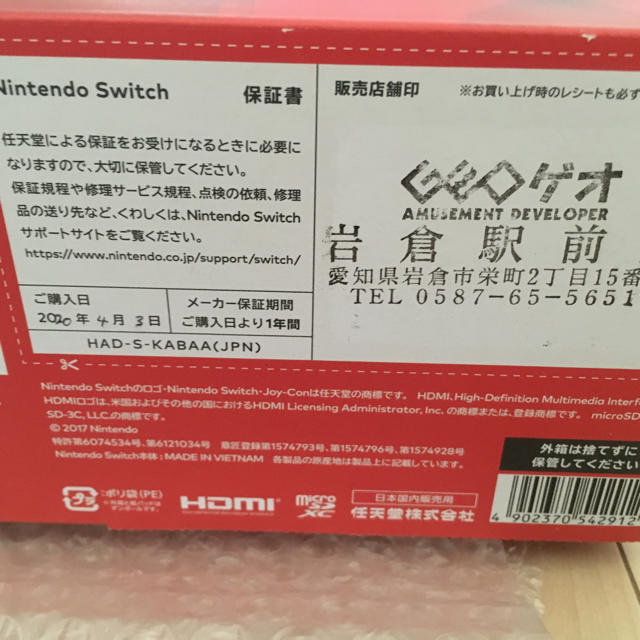 Nintendo Switch 保証書
任天堂による保証をお受けになるときに必要に
なりますので、大切に保管してください。
保証規程や修理サービス規程、点検の依頼、修理
品の送り先など、くわしくは、Nintendo Switch
サポートサイトをご覧ください。
https://www.nintendo.co.jp/support/switch/
ご購入日
2020年4月3日
メーカー保証期間
ご購入日より1年間
HAD-S-KABAA(JPN)
販売店舗印
※お買い上げ時のレシートも必ず
GEOゲオ
AMUSEMENT DEVELOPER
岩倉駅前
愛知県岩倉市栄町2丁目15番
TEL 0587-65-5651
Nintendo Switchのロゴ・Nintendo Switch・Joy-Conは任天堂の商標です。 HDMI、High-Definition Multimedia Interf
HDMIロゴは、米国およびその他の国におけるHDMI Licensing Administrator, Inc. の商標または、登録商標です。 microSD
SD-3C, LLC.の商標です。
© 2017 Nintendo
特許第6074534号、第6121034号 意匠登録第1574793号、第1574796号、第1574928号
Nintendo Switch本体 : MADE IN VIETNAM 各製品の原産地は製品上に記載しています。
外箱は捨てずに
保管してください
プラ
:ポリ袋(PE)
HDMI
micro SD XC
日本国内販売用
任天堂株式会社
4 902370 542912